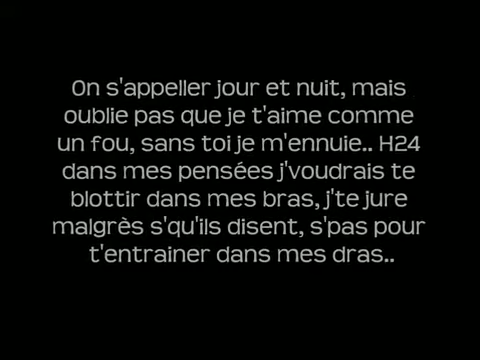 On s'appeller jour et nuit, mais
oublie pas que je t'aime comme
un fou, sans toi je m'ennuie.. H24
dans mes pensées j'voudrais te
blottir dans mes bras, j'te jure
malgrès s'qu'ils disent, s'pas pour
t'entrainer dans mes dras..